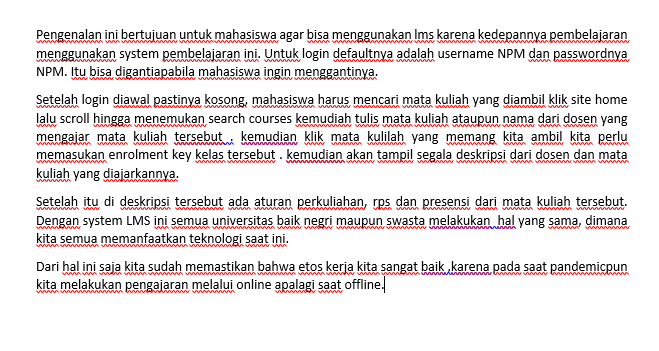 Pengenalan ini bertujuan untuk mahasiswa agar bisa menggunakan lms karena kedepannya pembelajaran
menggunakan system pembelajaran ini. Untuk login defaultnya adalah username NPM dan passwordnya
NPM. Itu bisa digantiapabila mahasiswa ingin menggantinya.
Setelah login diawal pastinya kosong, mahasiswa harus mencari mata kuliah yang diambil klik site home
lalu scroll hingga menemukan search courses kemudiah tulis mata kuliah ataupun nama dari dosen yang
mengajar mata kuliah tersebut . kemudian klik mata kulilah yang memang kita ambil kita perlu
memasukan enrolment key kelas tersebut . kemudian akan tampil segala deskripsi dari dosen dan mata
kuliah yang diajarkannya.
Setelah itu di deskripsi tersebut ada aturan perkuliahan, rps dan presensi dari mata kuliah tersebut.
Dengan system LMS ini semua universitas baik negri maupun swasta melakukan hal yang sama, dimana
kita semua memanfaatkan teknologi saat ini.
Dari hal ini saja kita sudah memastikan bahwa etos kerja kita sangat baik ,karena pada saat pandemicpun
kita melakukan pengajaran melalui online apalagi saat offline.